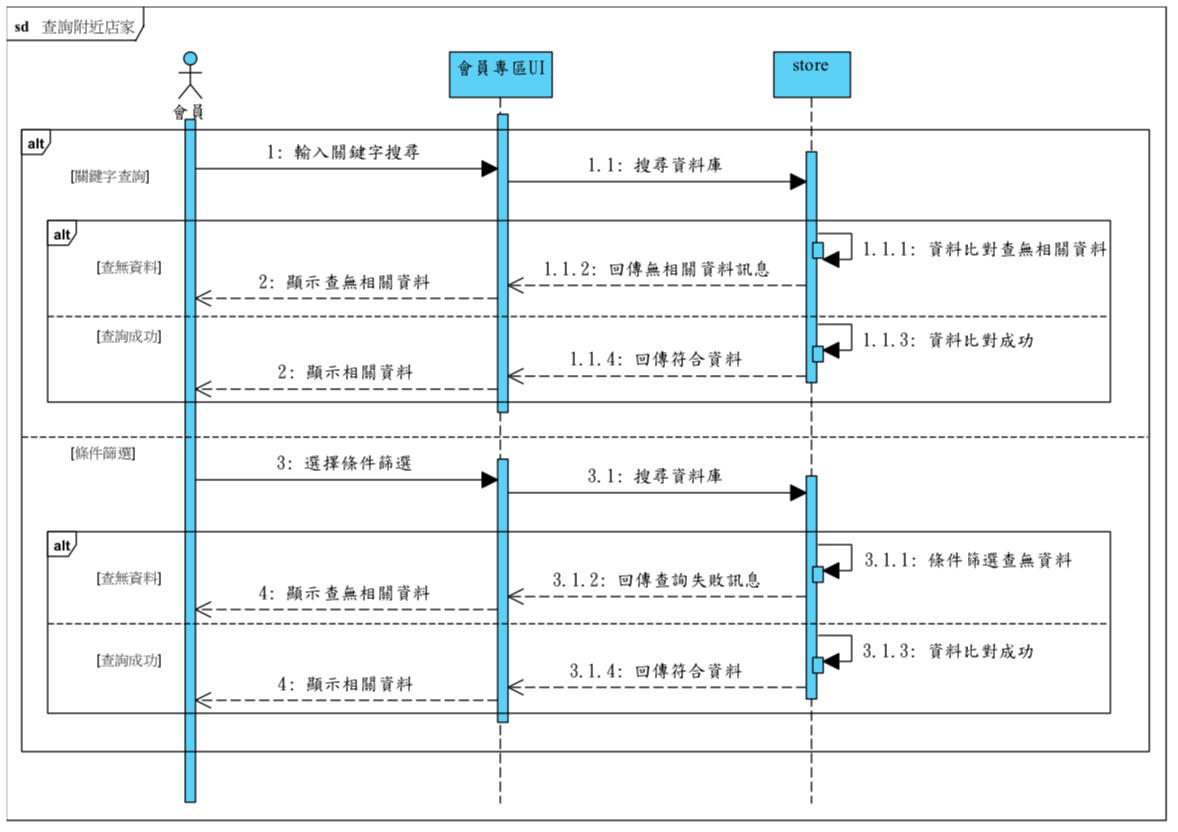 sd 查詢附近店家
會員
會員專區UI
store
alt
[關鍵字查詢]
1: 輸入關鍵字搜尋
1.1: 搜尋資料庫
alt
[查無資料]
1.1.1: 資料比對查無相關資料
1.1.2: 回傳無相關資料訊息
2: 顯示查無相關資料
[查詢成功]
1.1.3: 資料比對成功
1.1.4: 回傳符合資料
2: 顯示相關資料
[條件篩選]
3: 選擇條件篩選
3.1: 搜尋資料庫
alt
[查無資料]
3.1.1: 條件篩選查無資料
3.1.2: 回傳查詢失敗訊息
4: 顯示查無相關資料
[查詢成功]
3.1.3: 資料比對成功
3.1.4: 回傳符合資料
4: 顯示相關資料